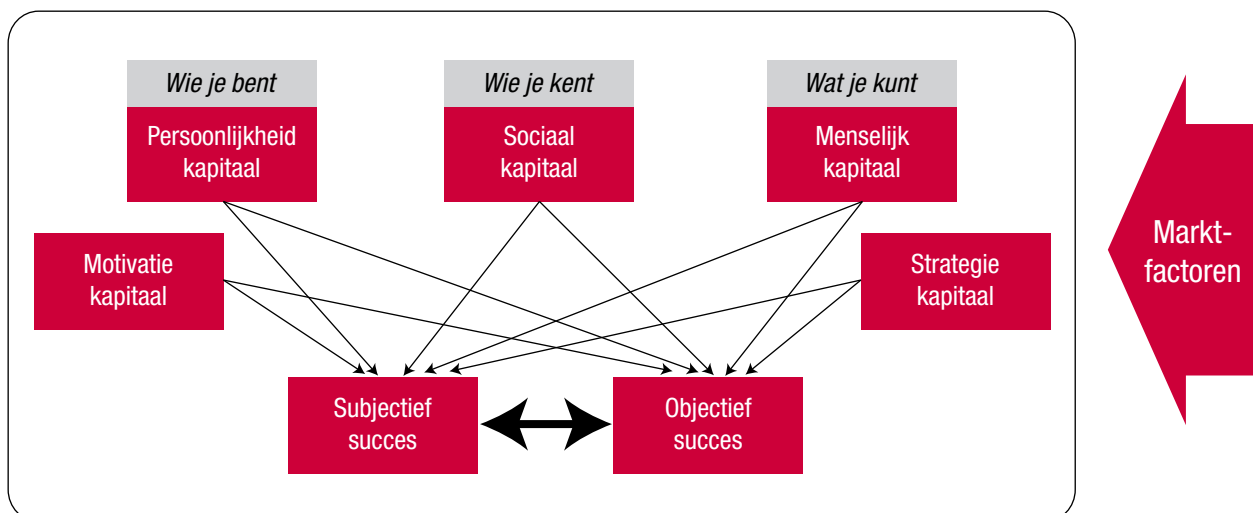 Wie je bent
Wie je kent
Wat je kunt
Persoonlijkheid
kapitaal
Sociaal
kapitaal
Menselijk
kapitaal
Motivatie
kapitaal
Strategie
kapitaal
Markt-
factoren
Subjectief
succes
Objectief
succes